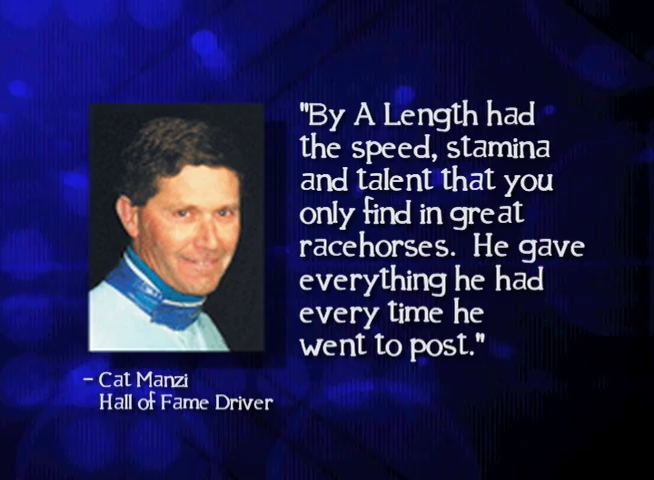 "By A Length had
the speed, stamina
and talent that you
only find in great
racehorses.  He gave
everything he had
every time he
went to post."
– Cat Manzi
Hall of Fame Driver